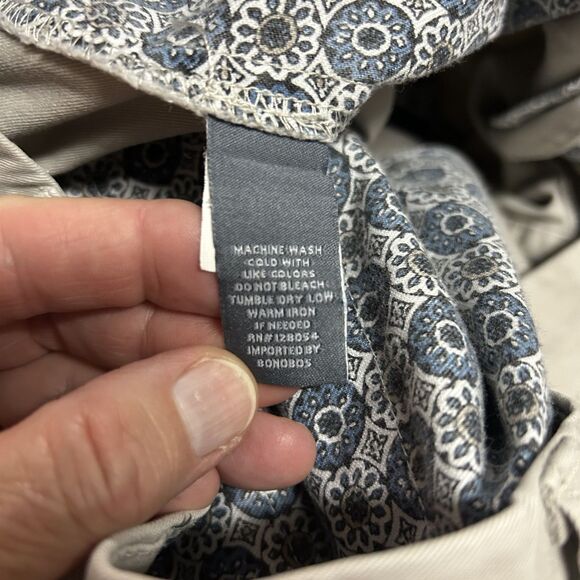 MACHINE WASH
COLD WITH
LIKE COLORS
DO NOT BLEACH
TUMBLE DRY LOW
WARM IRON
IF NEEDED
RN# 128054
IMPORTED BY
BONOBOS